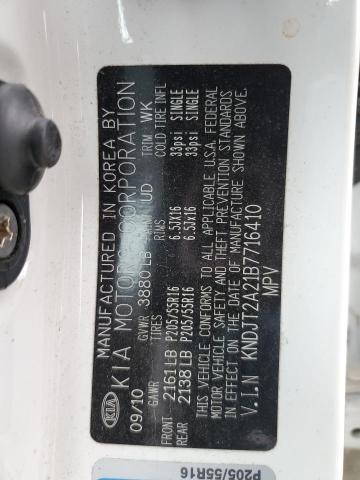 MANUFACTURED IN KOREA BY
KIA MOTORS CORPORATION
KIA
09/10 GVWR 3880 LB UD TRIM WK
GAWR RIMS COLD TIRE INFL
FRONT 2161 LB P205/55R16 6.5JX16 33psi SINGLE
REAR 2138 LB P205/55R16 6.5JX16 33psi SINGLE
THIS VEHICLE CONFORMS TO ALL APPLICABLE U.S.A FEDERAL
MOTOR VEHICLE SAFETY AND THEFT PREVENTION STANDARDS
IN EFFECT ON THE DATE OF MANUFACTURE SHOWN ABOVE.
V.I.N KNDJT2A21B7716410
MPV
P205/55R16